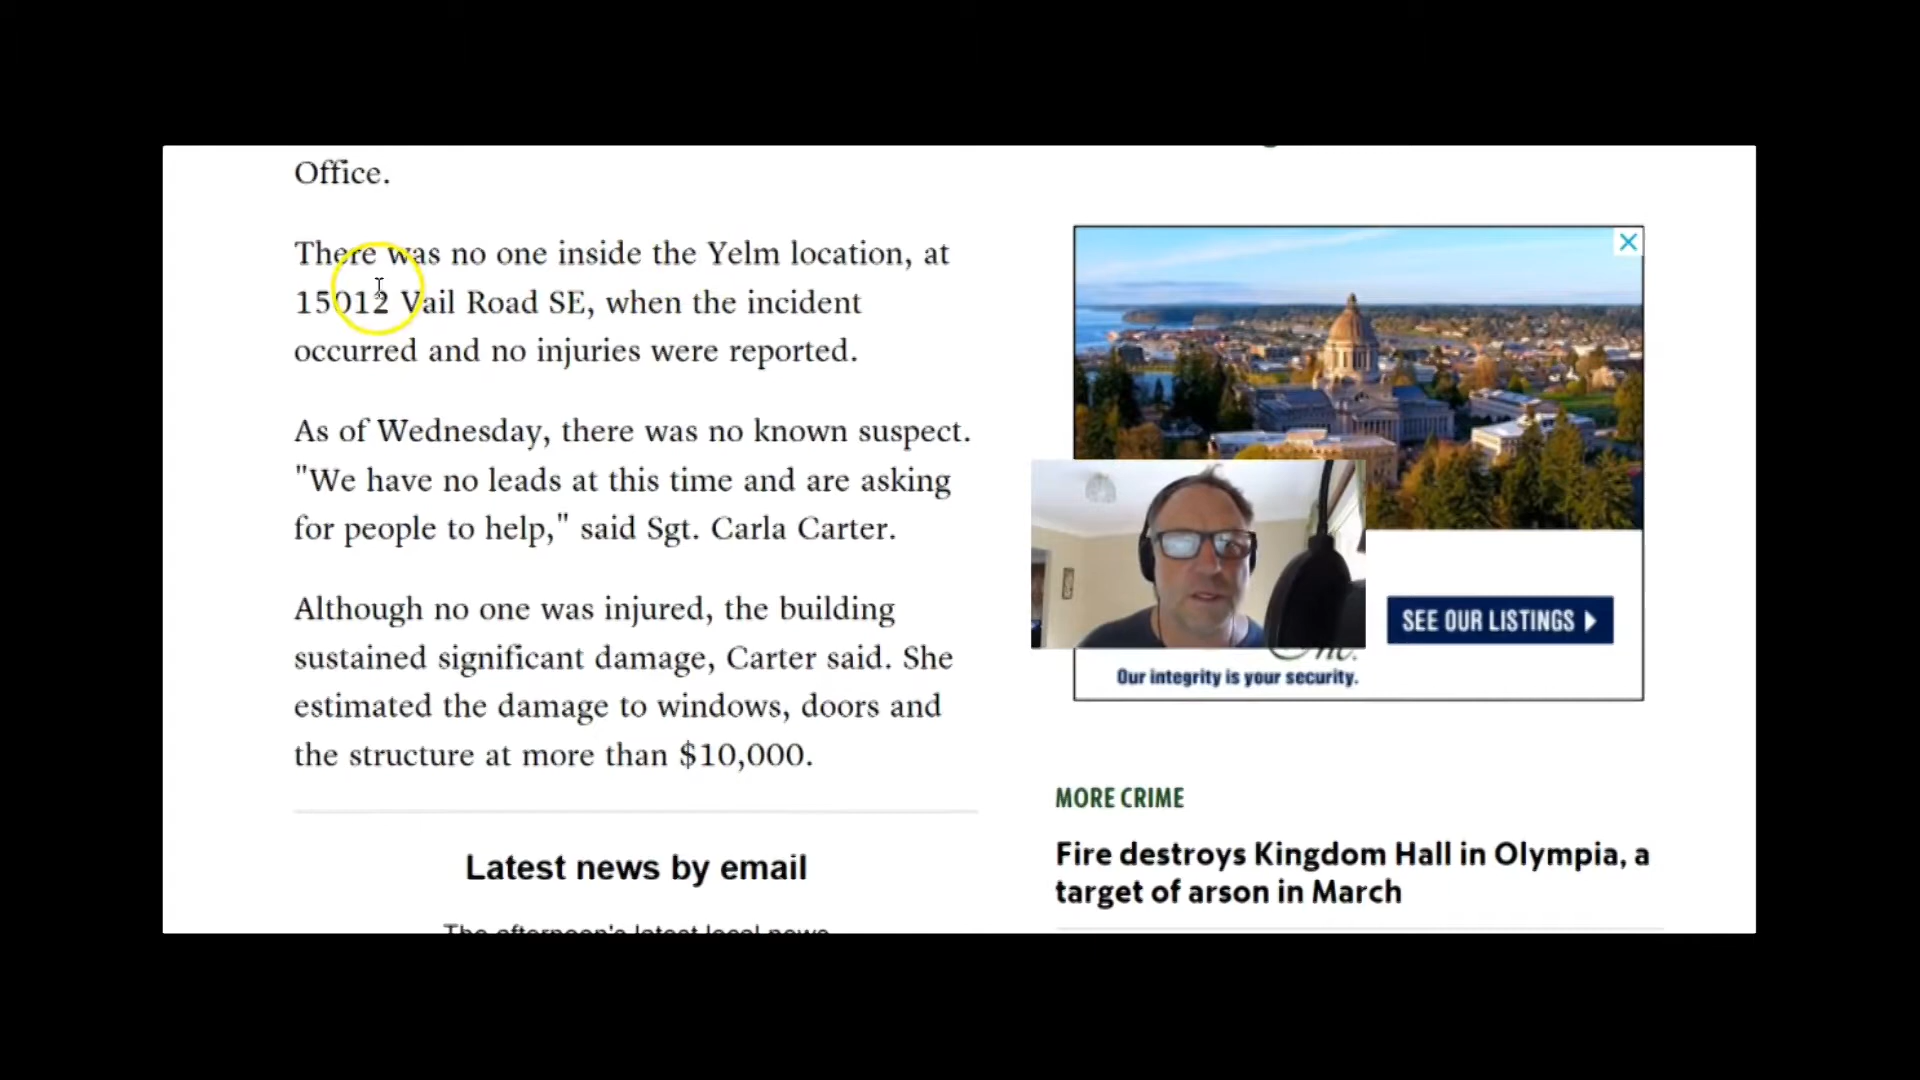 Office.
There was no one inside the Yelm location, at
15012 Vail Road SE, when the incident
occurred and no injuries were reported.
As of Wednesday, there was no known suspect.
"We have no leads at this time and are asking
for people to help," said Sgt. Carla Carter.
Although no one was injured, the building
sustained significant damage, Carter said. She
estimated the damage to windows, doors and
the structure at more than $10,000.
Latest news by email
The afternoon's latest local news
SEE OUR LISTINGS
Our integrity is your security.
MORE CRIME
Fire destroys Kingdom Hall in Olympia, a
target of arson in March